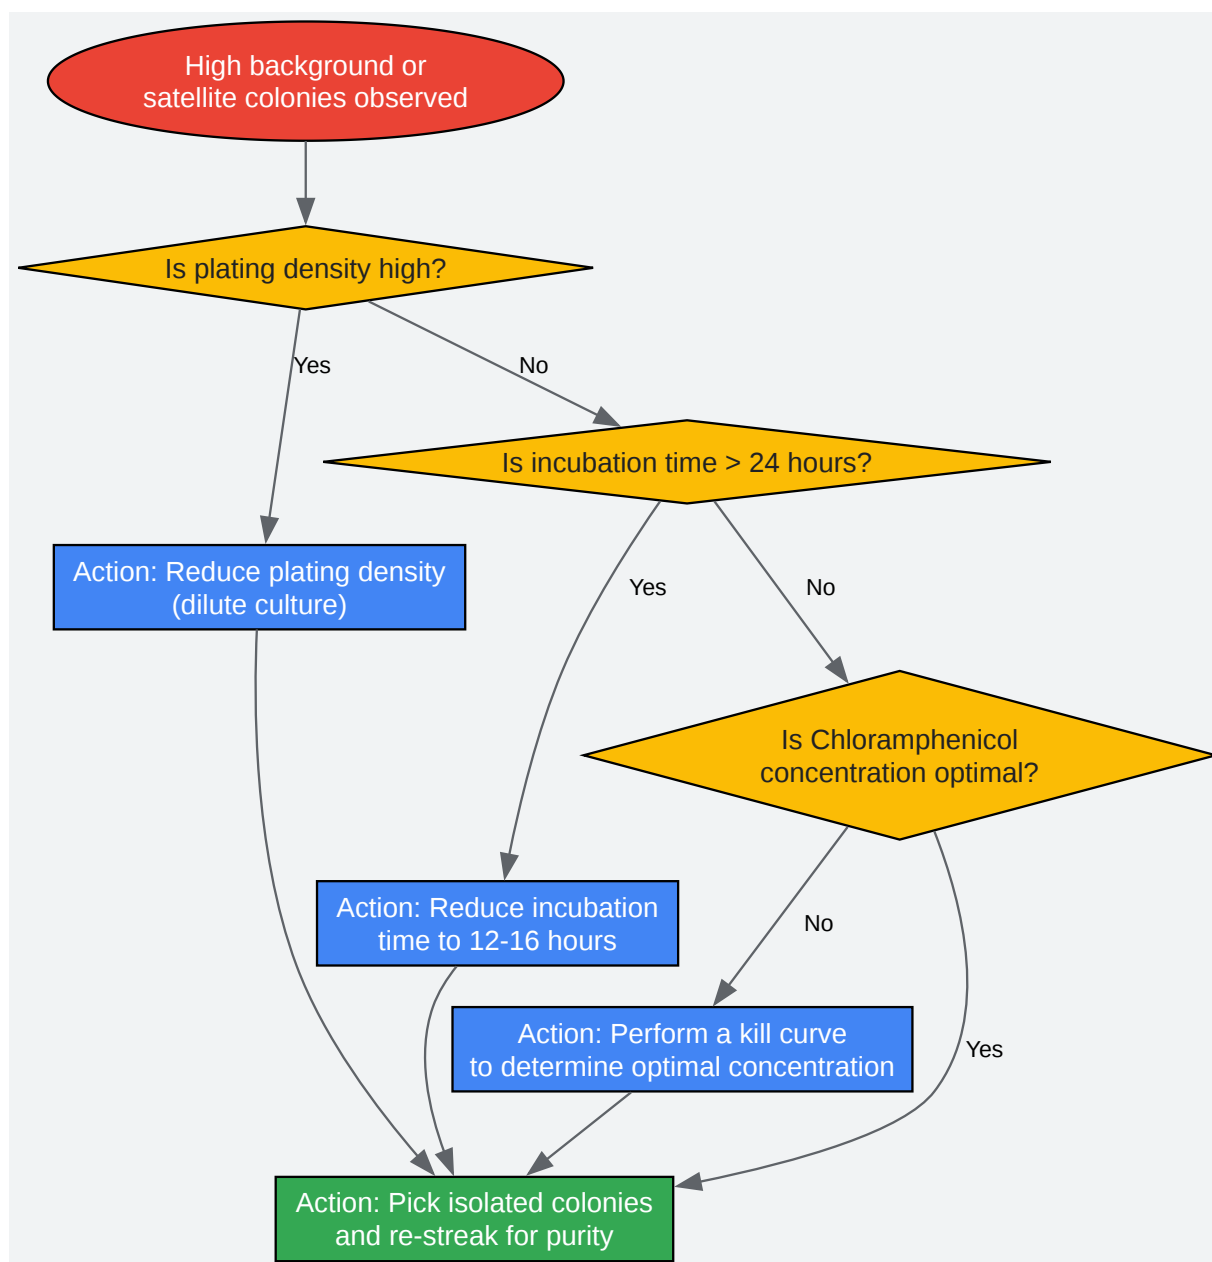 High background or
satellite colonies observed
Is plating density high?
Yes
No
Is incubation time > 24 hours?
Action: Reduce plating density
(dilute culture)
Yes
No
Is Chloramphenicol
concentration optimal?
Action: Reduce incubation
time to 12-16 hours
No
Action: Perform a kill curve
to determine optimal concentration
Yes
Action: Pick isolated colonies
and re-streak for purity